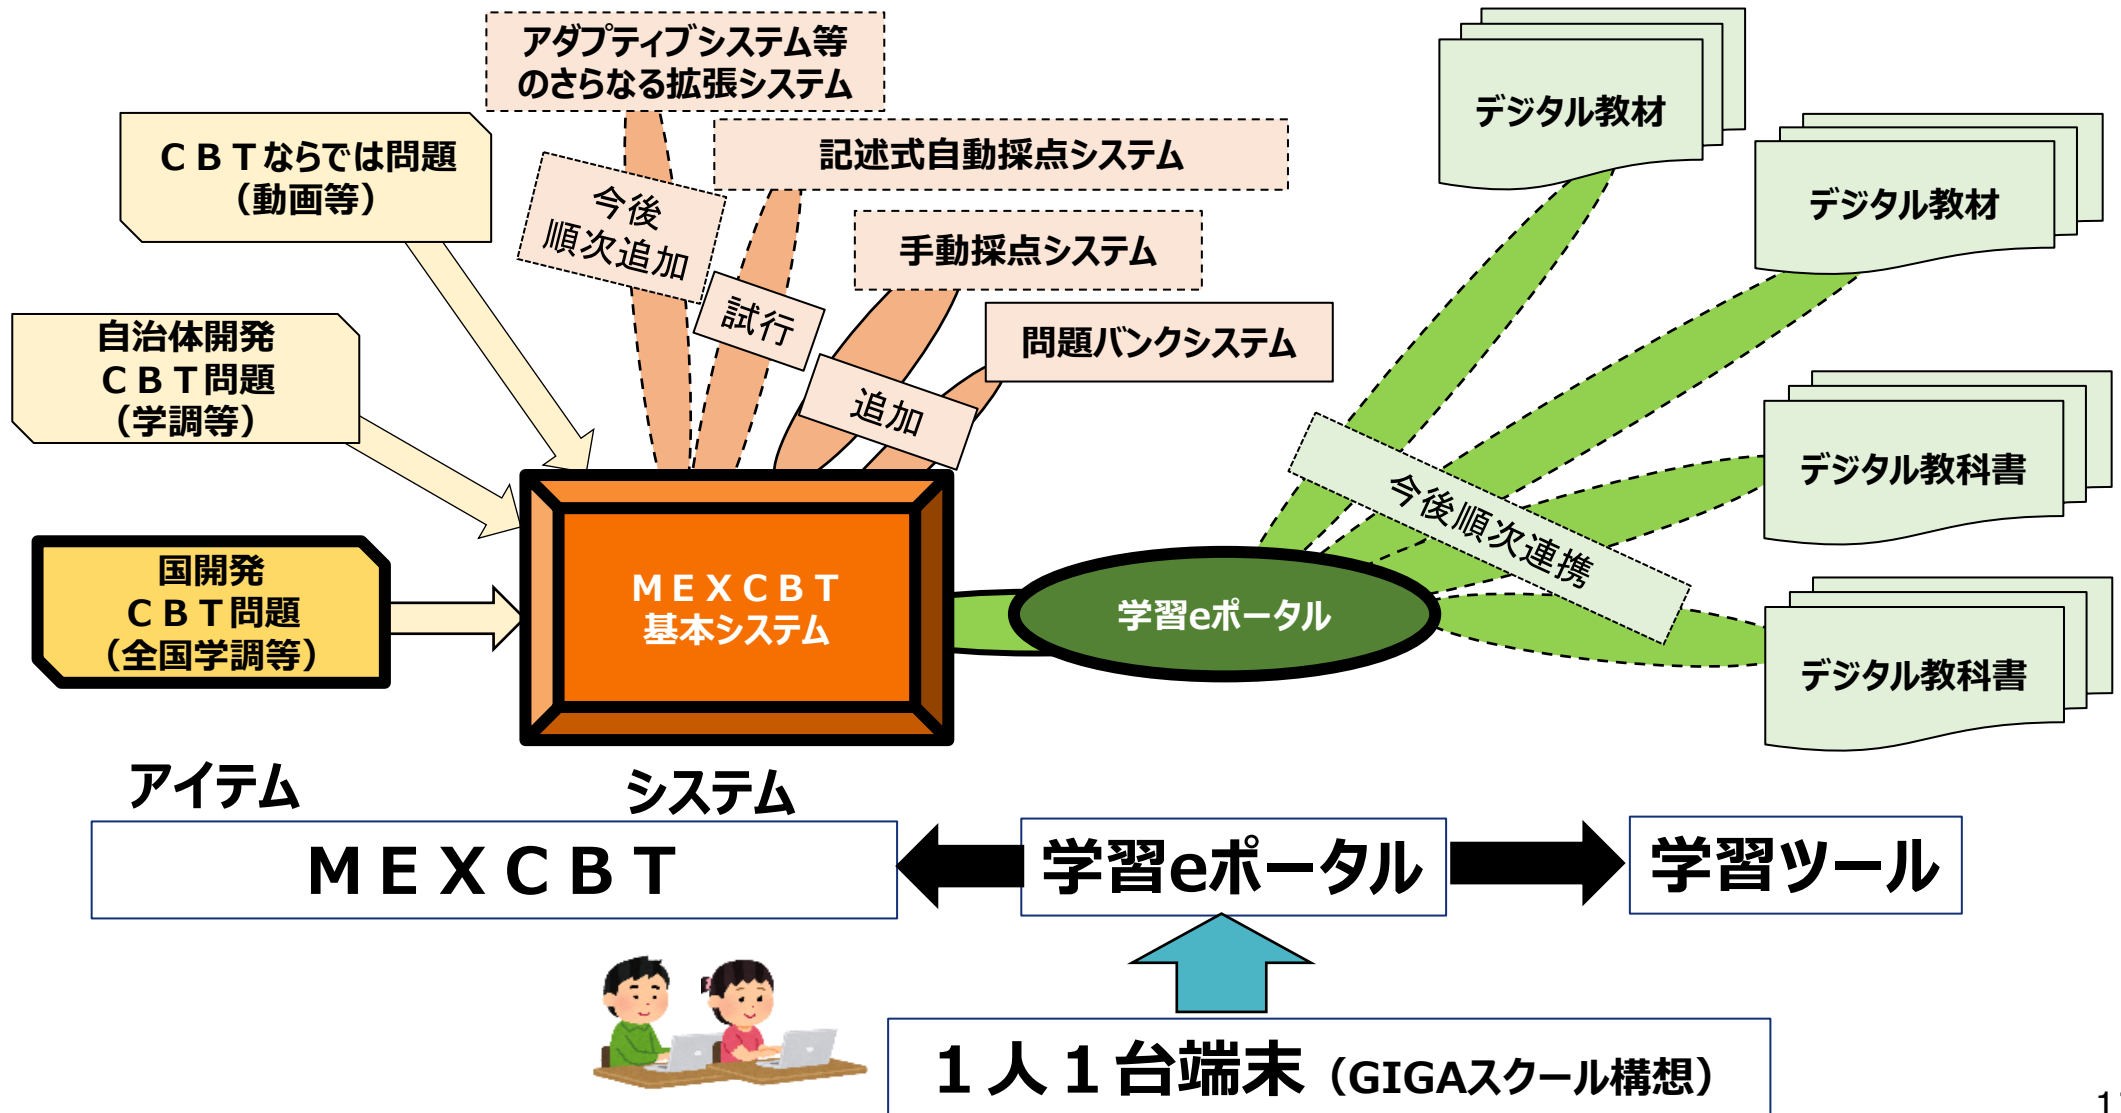 アダプティブシステム等
のさらなる拡張システム
ＣＢＴならでは問題
（動画等）
記述式自動採点システム
今後
順次追加
手動採点システム
試行
問題バンクシステム
追加
自治体開発
ＣＢＴ問題
（学調等）
国開発
ＣＢＴ問題
（全国学調等）
ＭＥＸＣＢＴ
基本システム
学習eポータル
デジタル教材
デジタル教材
今後順次連携
デジタル教科書
デジタル教科書
アイテム
システム
ＭＥＸＣＢＴ
学習eポータル
学習ツール
１人１台端末（GIGAスクール構想）